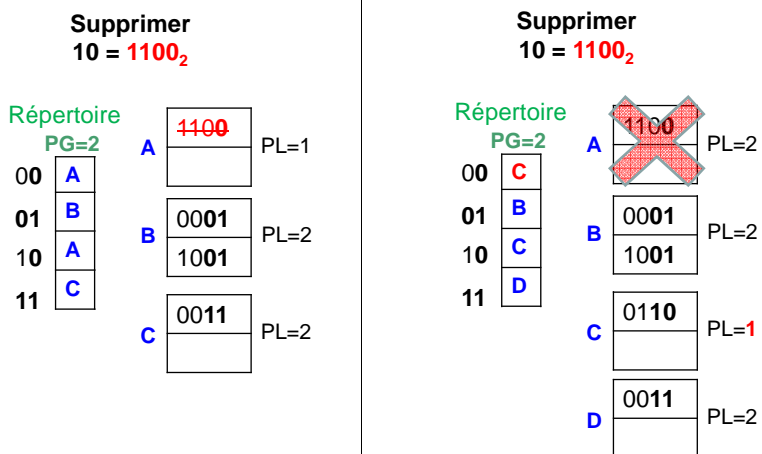 Supprimer
10 = 1100₂
Répertoire
PG=2
00 A
01 B
10 A
11 C
A
1100
PL=1
B
0001
1001
PL=2
C
0011
PL=2
Supprimer
10 = 1100₂
Répertoire
PG=2
00 C
01 B
10 C
11 D
A
1100
PL=2
B
0001
1001
PL=2
C
0110
PL=1
D
0011
PL=2